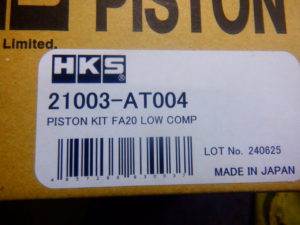 PISTON
Limited.
HKS
21003-AT004
PISTON KIT FA20 LOW COMP
LOT No. 240625
MADE IN JAPAN